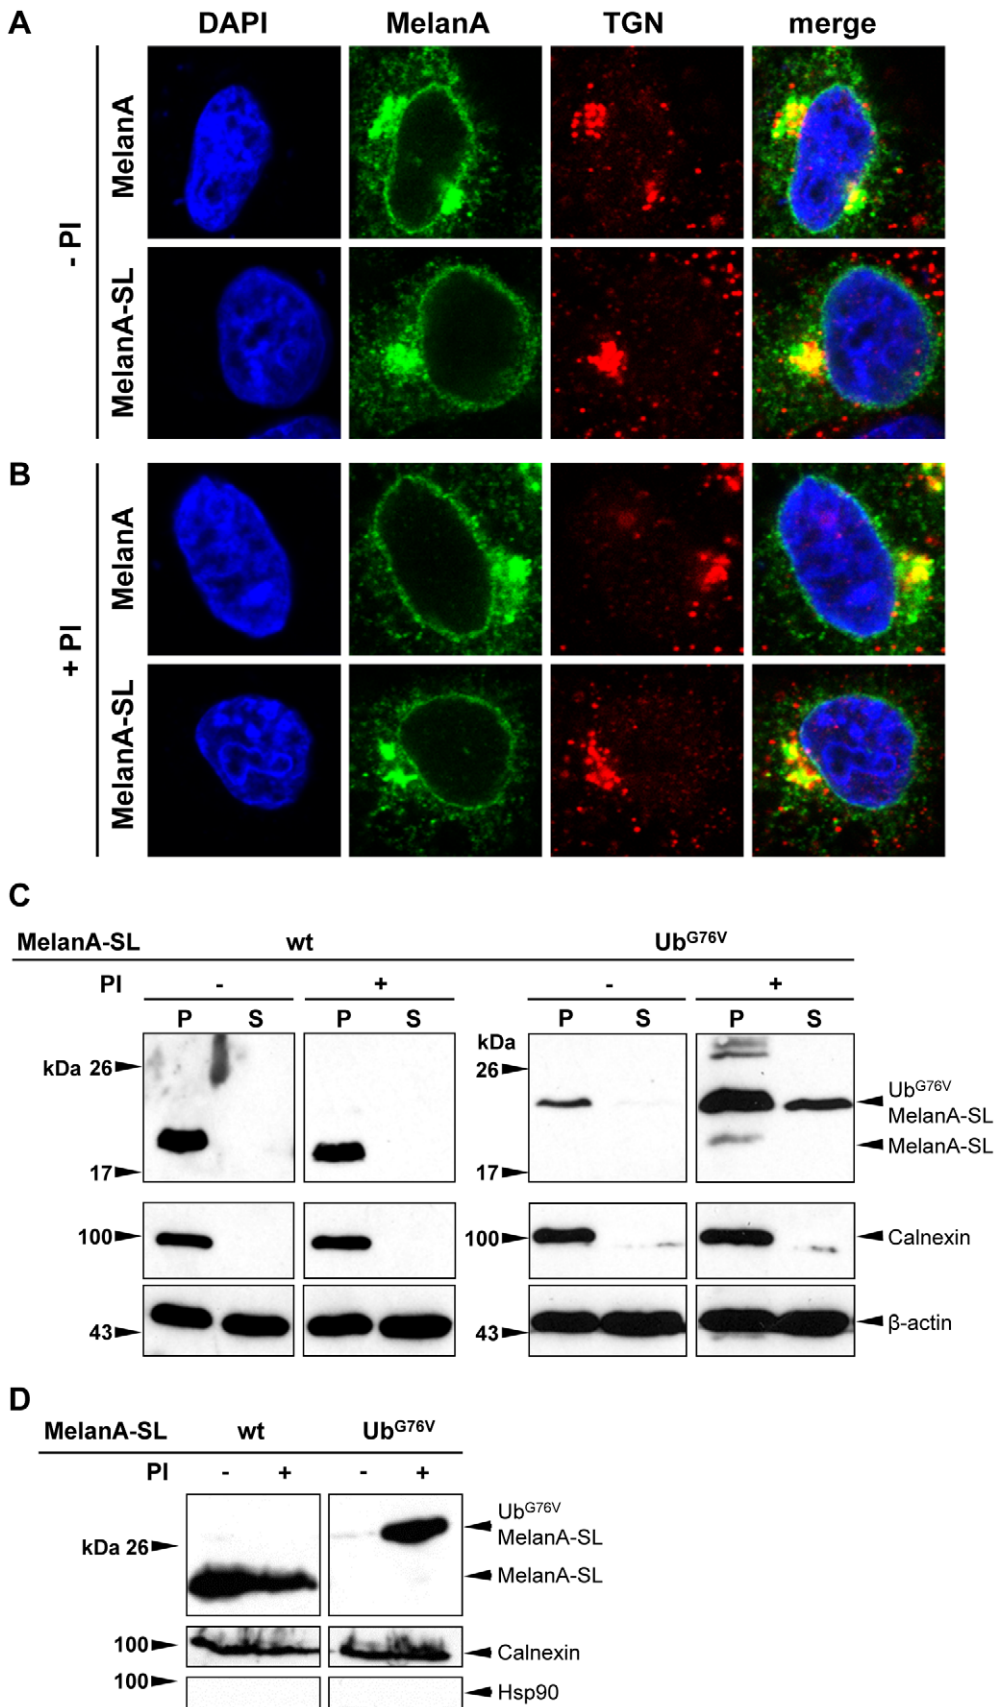 A
DAPI MelanA TGN merge
- PI
MelanA
MelanA-SL
B
+ PI
MelanA
MelanA-SL
C
MelanA-SL wt Ub^G76V
PI - + - +
P S P S P S P S
kDa 26
17
kDa
26
17
Ub^G76V
MelanA-SL
MelanA-SL
100
100
Calnexin
43
43
β-actin
D
MelanA-SL wt Ub^G76V
PI - + - +
kDa 26
Ub^G76V
MelanA-SL
MelanA-SL
100
Calnexin
100
Hsp90